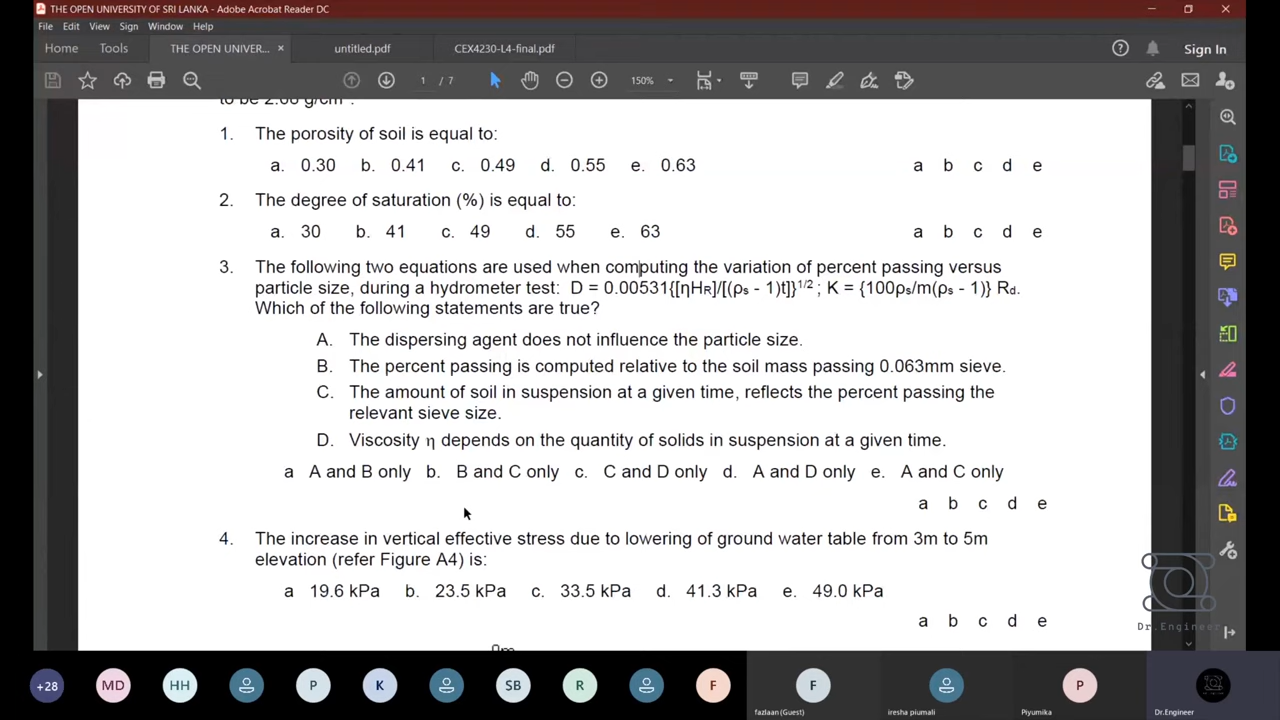 THE OPEN UNIVERSITY OF SRI LANKA - Adobe Acrobat Reader DC
File Edit View Sign Window Help
Home Tools THE OPEN UNIVER... × untitled.pdf CEX4230-L4-final.pdf Sign In
1 / 7 150%
to be 2.68 g/cm³.
1. The porosity of soil is equal to:
a. 0.30 b. 0.41 c. 0.49 d. 0.55 e. 0.63 a b c d e
2. The degree of saturation (%) is equal to:
a. 30 b. 41 c. 49 d. 55 e. 63 a b c d e
3. The following two equations are used when computing the variation of percent passing versus
particle size, during a hydrometer test: D = 0.00531{[ηHR]/[(ρs - 1)t]}1/2 ; K = {100ρs/m(ρs - 1)} Rd.
Which of the following statements are true?
A. The dispersing agent does not influence the particle size.
B. The percent passing is computed relative to the soil mass passing 0.063mm sieve.
C. The amount of soil in suspension at a given time, reflects the percent passing the
relevant sieve size.
D. Viscosity η depends on the quantity of solids in suspension at a given time.
a A and B only b. B and C only c. C and D only d. A and D only e. A and C only
a b c d e
4. The increase in vertical effective stress due to lowering of ground water table from 3m to 5m
elevation (refer Figure A4) is:
a 19.6 kPa b. 23.5 kPa c. 33.5 kPa d. 41.3 kPa e. 49.0 kPa
a b c d e
Dr.Engineer
0m
+28 MD HH P K SB R F F P
fazlaan (Guest) iresha piumali Piyumika Dr.Engineer